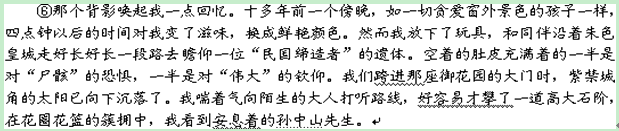 ⑥那个背影唤起我一点回忆。十多年前一个傍晚，如一切贪爱窗外景色的孩子一样，
四点钟以后的时间对我变了滋味，换成鲜艳颜色。然而我放下了玩具，和同伴沿着朱色
皇城走好长好长一段路去瞻仰一位“民国缔造者”的遗体。空着的肚皮充满着的一半是
对“尸骸”的恐惧，一半是对“伟大”的钦仰。我们跨进那座御花园的大门时，紫禁城
角的太阳已向下沉落了。我喘着气向陌生的大人打听路线，好容易才攀了一道高大石阶，
在花圈花篮的簇拥中，我看到安息着的孙中山先生。↵